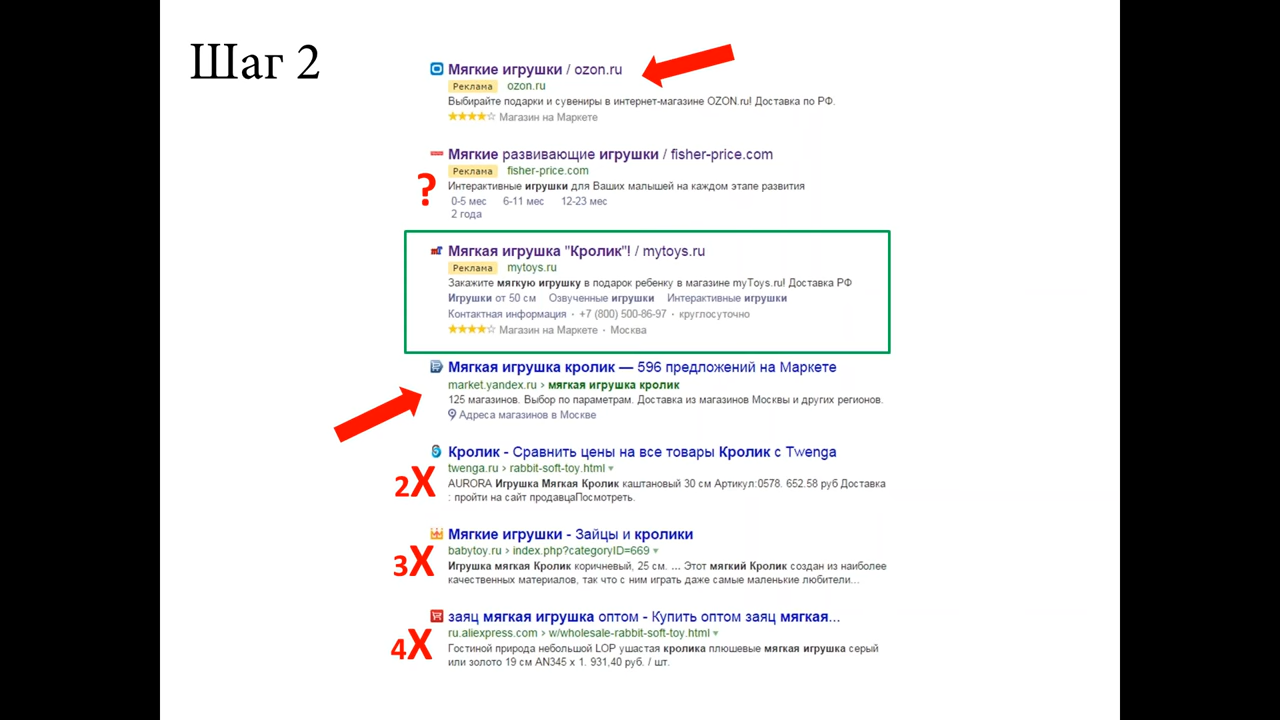 Шаг 2
Мягкие игрушки / ozon.ru
Реклама ozon.ru
Выбирайте подарки и сувениры в интернет-магазине OZON.ru! Доставка по РФ.
Магазин на Маркете
Мягкие развивающие игрушки / fisher-price.com
Реклама fisher-price.com
?
Интерактивные игрушки для Ваших малышей на каждом этапе развития
0-5 мес 6-11 мес 12-23 мес
2 года
Мягкая игрушка "Кролик"! / mytoys.ru
Реклама mytoys.ru
Закажите мягкую игрушку в подарок ребенку в магазине myToys.ru! Доставка РФ
Игрушки от 50 см Озвученные игрушки Интерактивные игрушки
Контактная информация · +7 (800) 500-86-97 · круглосуточно
Магазин на Маркете · Москва
Мягкая игрушка кролик — 596 предложений на Маркете
market.yandex.ru › мягкая игрушка кролик
125 магазинов. Выбор по параметрам. Доставка из магазинов Москвы и других регионов.
Адреса магазинов в Москве
Кролик - Сравнить цены на все товары Кролик с Twenga
twenga.ru › rabbit-soft-toy.html
2X
AURORA Игрушка Мягкая Кролик каштановый 30 см Артикул:0578. 652.58 руб Доставка
: пройти на сайт продавцаПосмотреть.
Мягкие игрушки - Зайцы и кролики
babytoy.ru › index.php?categoryID=669
3X
Игрушка мягкая Кролик коричневый, 25 см. ... Этот мягкий Кролик создан из наиболее
качественных материалов, так что с ним играть даже самые маленькие любители...
заяц мягкая игрушка оптом - Купить оптом заяц мягкая...
ru.aliexpress.com › w/wholesale-rabbit-soft-toy.html
4X
Гостиной природа небольшой LOP ушастая кролика плюшевые мягкая игрушка серый
или золото 19 см AN345 x 1. 931,40 руб. / шт.